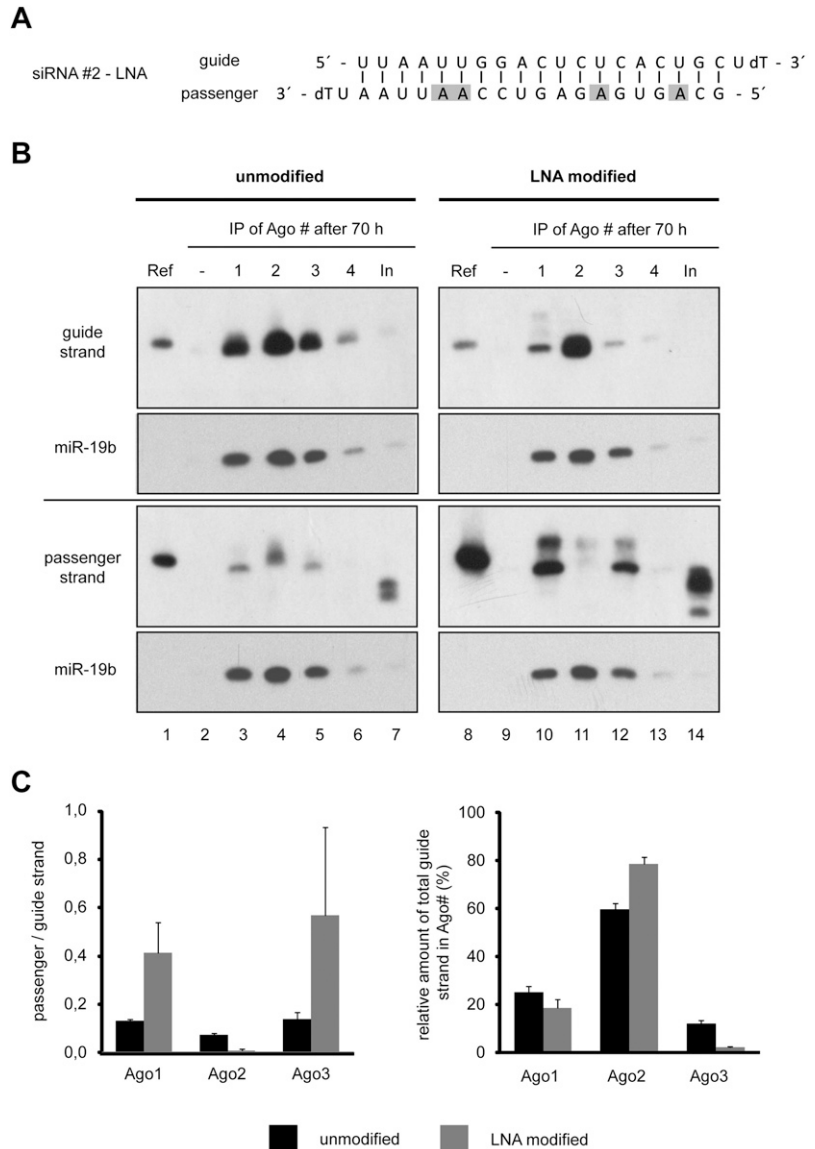 A
siRNA #2 - LNA
guide 5´ - U U A A U U G G A C U C U C A C U G C U dT - 3´
passenger 3´ - dT U A A U U A A C C U G A G A G U G A C G - 5´
B
unmodified LNA modified
IP of Ago # after 70 h IP of Ago # after 70 h
Ref - 1 2 3 4 In Ref - 1 2 3 4 In
guide
strand
miR-19b
passenger
strand
miR-19b
1 2 3 4 5 6 7 8 9 10 11 12 13 14
C
passenger / guide strand
1,0
0,8
0,6
0,4
0,2
0,0
Ago1 Ago2 Ago3
relative amount of total guide
strand in Ago# (%)
100
80
60
40
20
0
Ago1 Ago2 Ago3
unmodified LNA modified